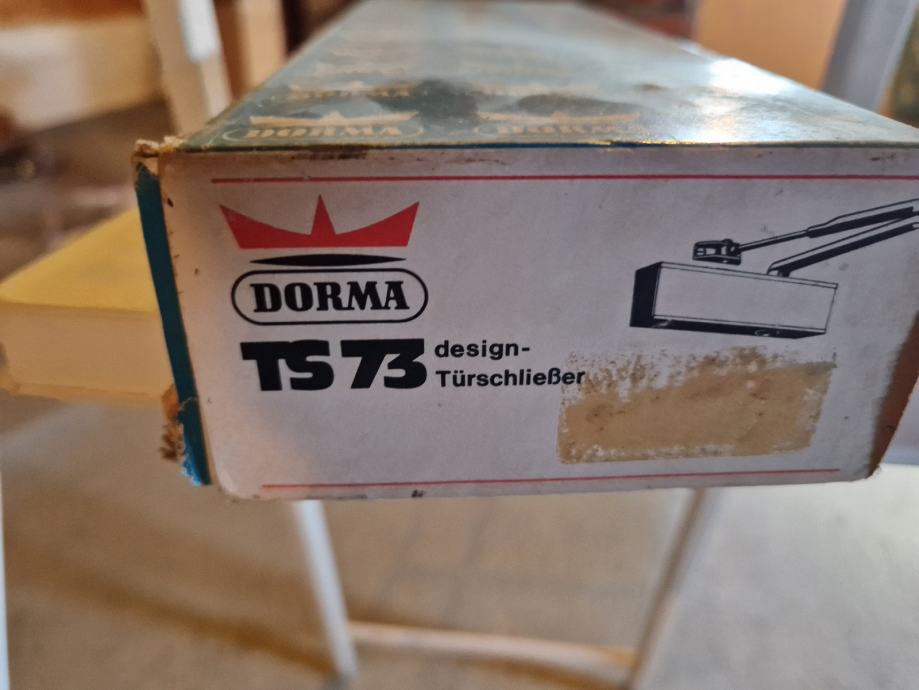 DORMA DORMA
DORMA
TS 73 design-
Türschließer